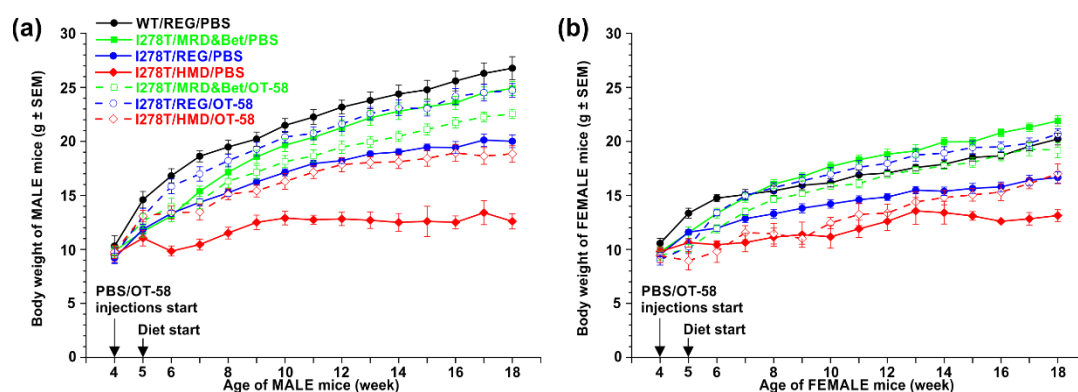 (a)
Body weight of MALE mice (g ± SEM)
30
25
20
15
10
5
0
WT/REG/PBS
I278T/MRD&Bet/PBS
I278T/REG/PBS
I278T/HMD/PBS
I278T/MRD&Bet/OT-58
I278T/REG/OT-58
I278T/HMD/OT-58
PBS/OT-58
injections start
Diet start
4 5 6 8 10 12 14 16 18
Age of MALE mice (week)
(b)
Body weight of FEMALE mice (g ± SEM)
30
25
20
15
10
5
0
PBS/OT-58
injections start
Diet start
4 5 6 8 10 12 14 16 18
Age of FEMALE mice (week)